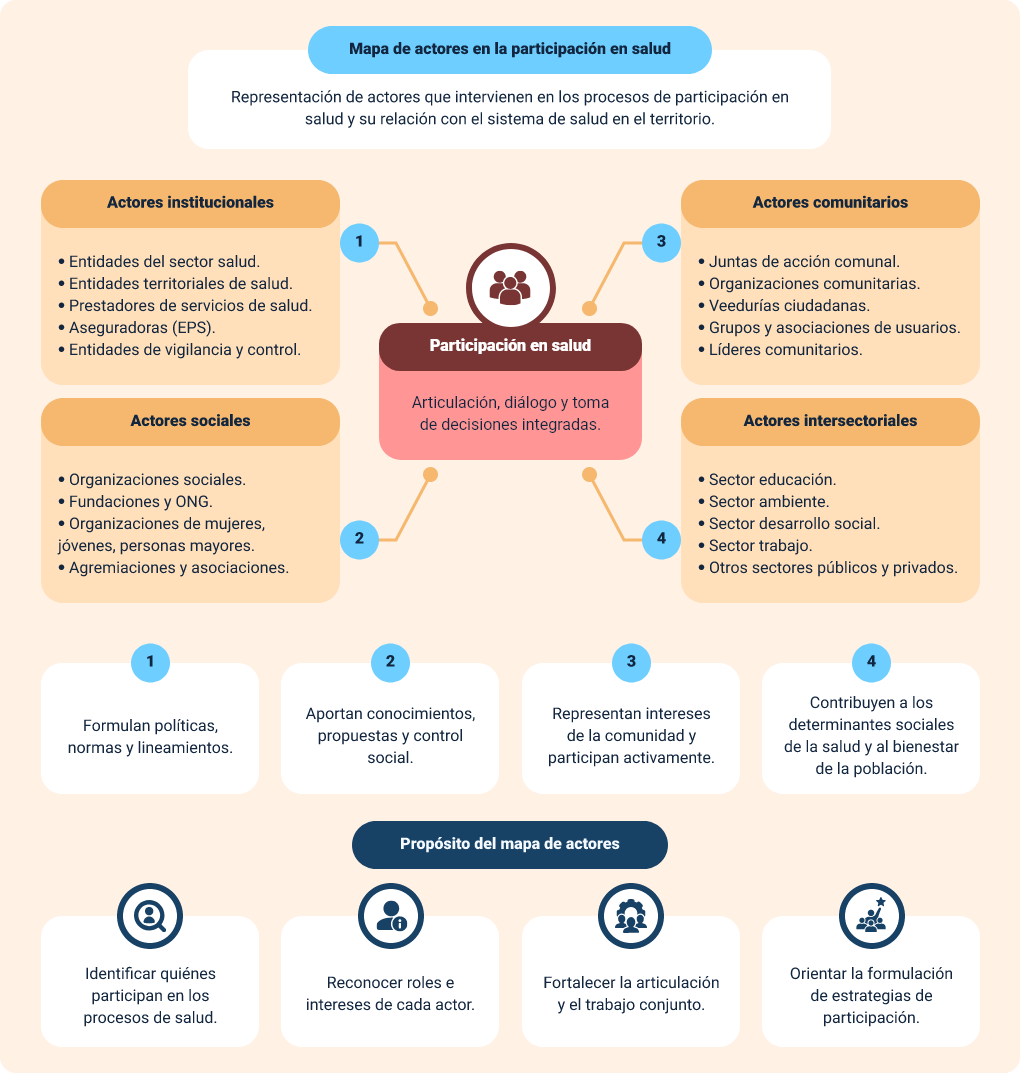 Mapa de actores en la participación en salud
Representación de actores que intervienen en los procesos de participación en
salud y su relación con el sistema de salud en el territorio.
Actores institucionales
• Entidades del sector salud.
• Entidades territoriales de salud.
• Prestadores de servicios de salud.
• Aseguradoras (EPS).
• Entidades de vigilancia y control.
1
Actores sociales
• Organizaciones sociales.
• Fundaciones y ONG.
• Organizaciones de mujeres,
jóvenes, personas mayores.
• Agremiaciones y asociaciones.
2
Participación en salud
Articulación, diálogo y toma
de decisiones integradas.
3
Actores comunitarios
• Juntas de acción comunal.
• Organizaciones comunitarias.
• Veedurías ciudadanas.
• Grupos y asociaciones de usuarios.
• Líderes comunitarios.
4
Actores intersectoriales
• Sector educación.
• Sector ambiente.
• Sector desarrollo social.
• Sector trabajo.
• Otros sectores públicos y privados.
1
Formulan políticas,
normas y lineamientos.
2
Aportan conocimientos,
propuestas y control
social.
3
Representan intereses
de la comunidad y
participan activamente.
4
Contribuyen a los
determinantes sociales
de la salud y al bienestar
de la población.
Propósito del mapa de actores
Identificar quiénes
participan en los
procesos de salud.
Reconocer roles e
intereses de cada actor.
Fortalecer la articulación
y el trabajo conjunto.
Orientar la formulación
de estrategias de
participación.